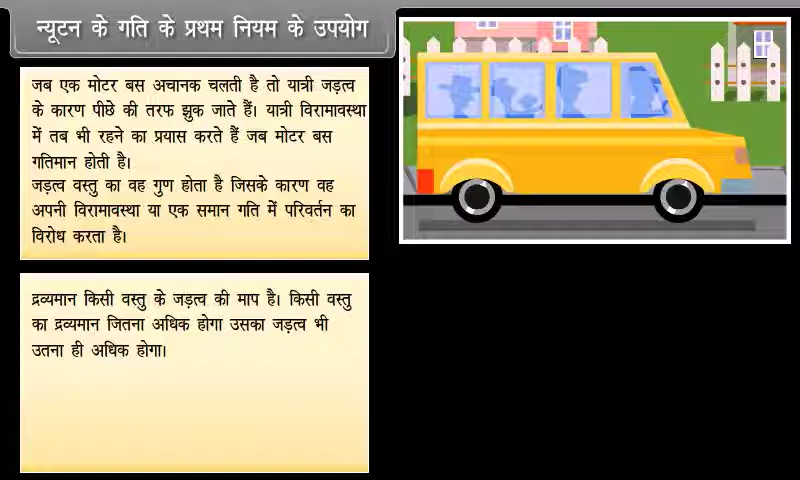 न्यूटन के गति के प्रथम नियम के उपयोग
जब एक मोटर बस अचानक चलती है तो यात्री जड़त्व
के कारण पीछे की तरफ झुक जाते हैं। यात्री विरामावस्था
में तब भी रहने का प्रयास करते हैं जब मोटर बस
गतिमान होती है।
जड़त्व वस्तु का वह गुण होता है जिसके कारण वह
अपनी विरामावस्था या एक समान गति में परिवर्तन का
विरोध करता है।
द्रव्यमान किसी वस्तु के जड़त्व की माप है। किसी वस्तु
का द्रव्यमान जितना अधिक होगा उसका जड़त्व भी
उतना ही अधिक होगा।